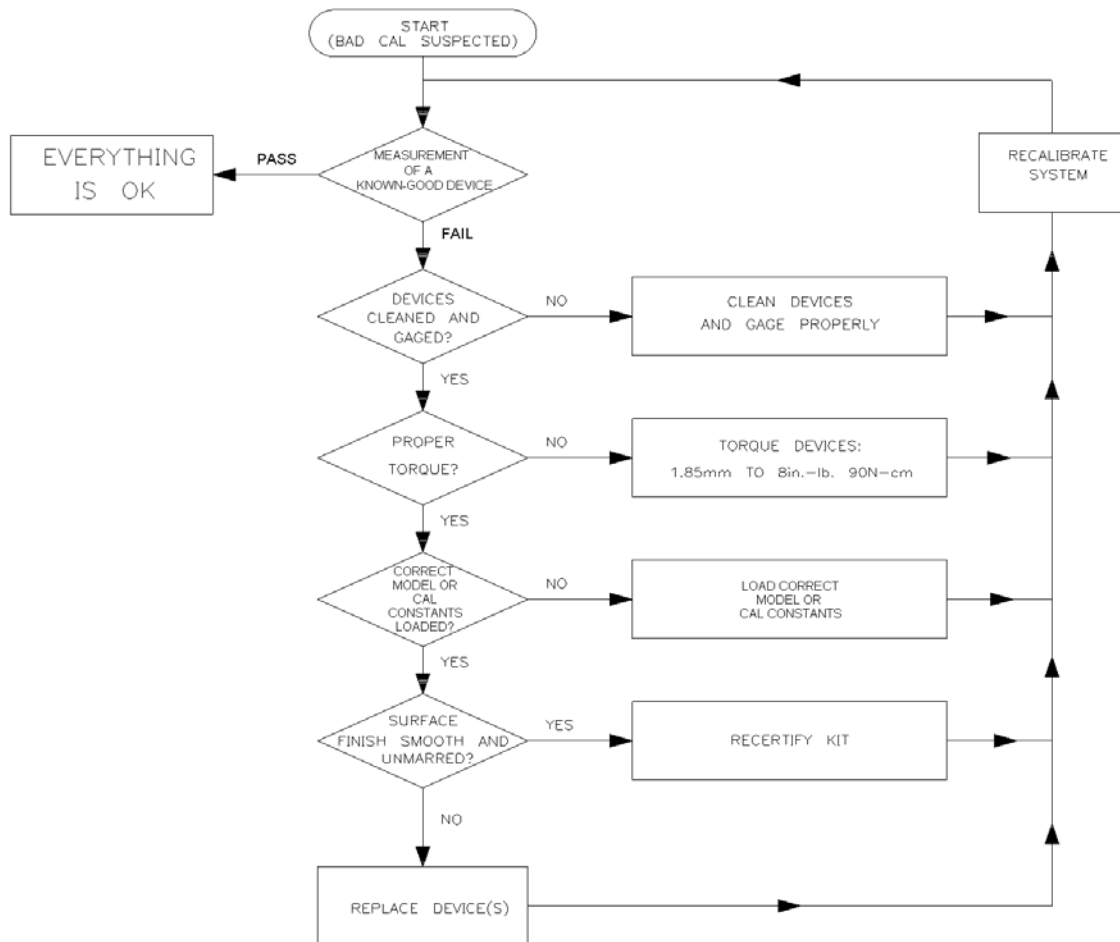 START
(BAD CAL SUSPECTED)
MEASUREMENT
OF A
KNOWN-GOOD DEVICE
PASS
EVERYTHING
IS OK
RECALIBRATE
SYSTEM
FAIL
DEVICES
CLEANED AND
GAGED?
NO
CLEAN DEVICES
AND GAGE PROPERLY
YES
PROPER
TORQUE?
NO
TORQUE DEVICES:
1.85mm TO 8in.-lb. 90N-cm
YES
CORRECT
MODEL OR
CAL
CONSTANTS
LOADED?
NO
LOAD CORRECT
MODEL OR
CAL CONSTANTS
YES
SURFACE
FINISH SMOOTH AND
UNMARRED?
YES
RECERTIFY KIT
NO
REPLACE DEVICE(S)